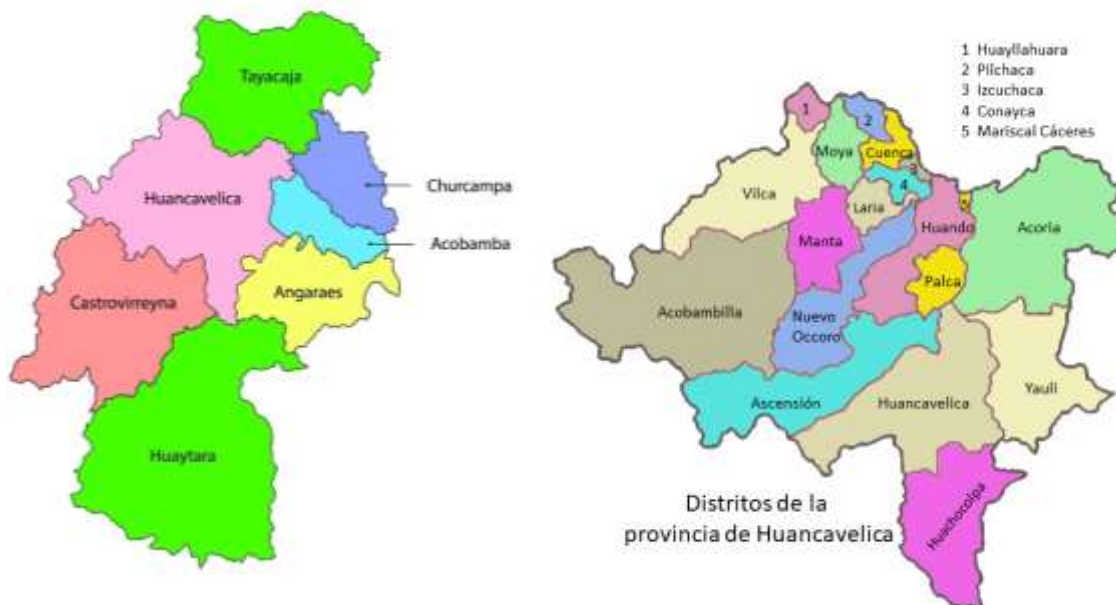 Tayacaja
Huancavelica
Churcampa
Acobamba
Castrovirreyna
Angaraes
Huaytara
1 Huayllahuara
2 Pilchaca
3 Izcuchaca
4 Conayca
5 Mariscal Cáceres
1
2
Moya
Cuenca
3
Vilca
4
Laria
5
Manta
Huando
Acoria
Palca
Acobambilla
Nuevo
Occoro
Ascensión
Huancavelica
Yauli
Huachocolpa
Distritos de la
provincia de Huancavelica